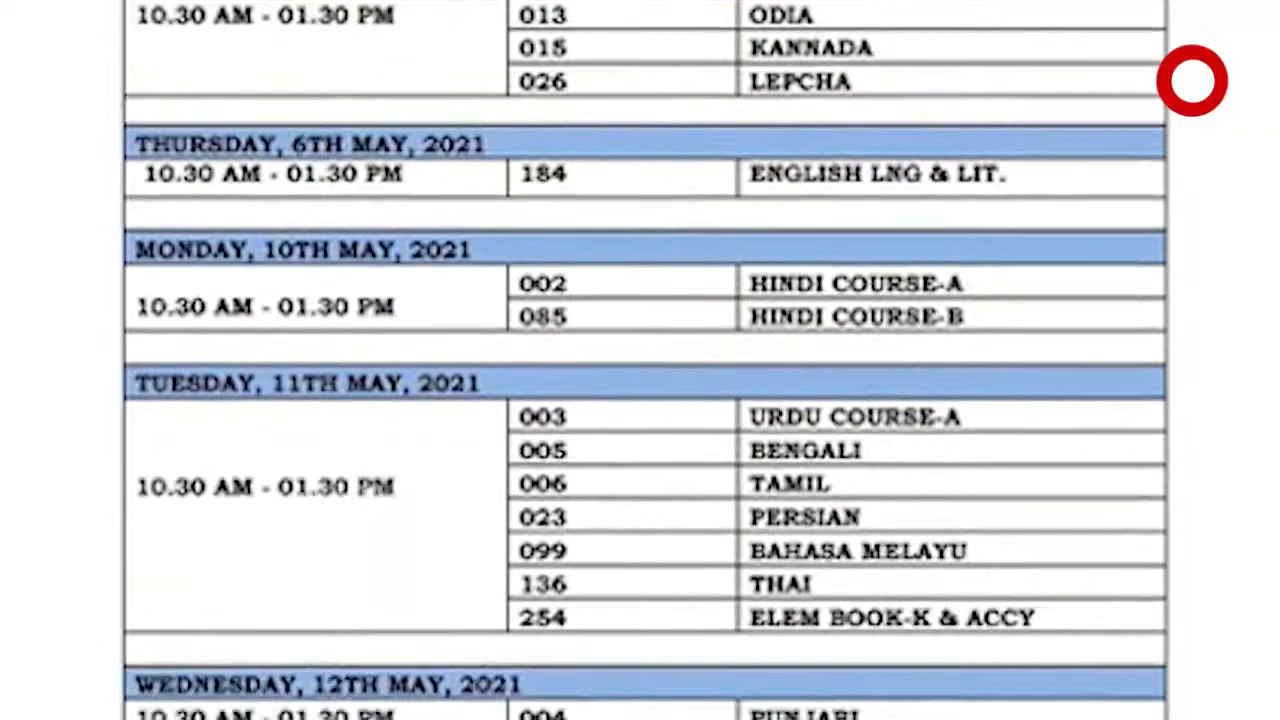 10.30 AM - 01.30 PM 013 ODIA
015 KANNADA
026 LEPCHA
THURSDAY, 6TH MAY, 2021
10.30 AM - 01.30 PM 184 ENGLISH LNG & LIT.
MONDAY, 10TH MAY, 2021
002 HINDI COURSE-A
10.30 AM - 01.30 PM
085 HINDI COURSE-B
TUESDAY, 11TH MAY, 2021
003 URDU COURSE-A
005 BENGALI
10.30 AM - 01.30 PM 006 TAMIL
023 PERSIAN
099 BAHASA MELAYU
136 THAI
254 ELEM BOOK-K & ACCY
WEDNESDAY, 12TH MAY, 2021
10.30 AM - 01.30 PM 004 PUNJABI